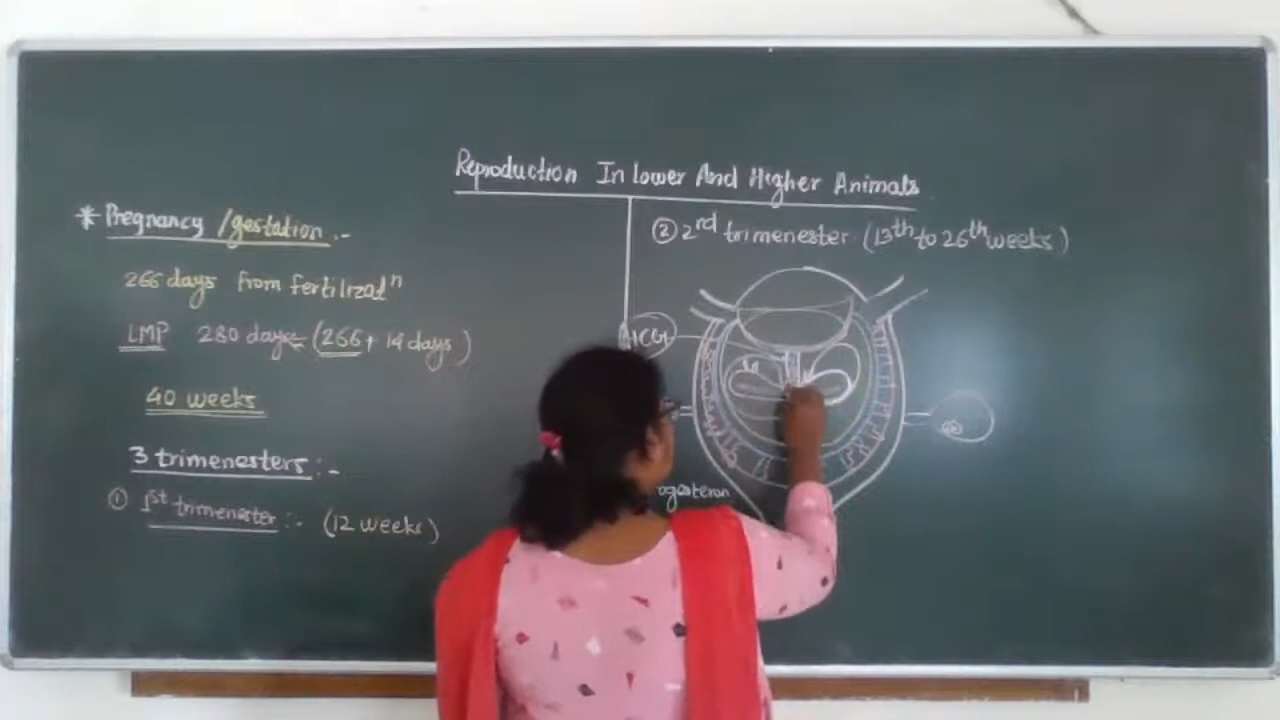 Reproduction In Lower And Higher Animals
* Pregnancy /gestation :-
266 days from fertilizatⁿ
LMP 280 days (266 + 14 days)
40 weeks
3 trimenesters :-
① 1st trimenester :- (12 weeks)
② 2nd trimenester (13th to 26th weeks)
HCG
ogesteron